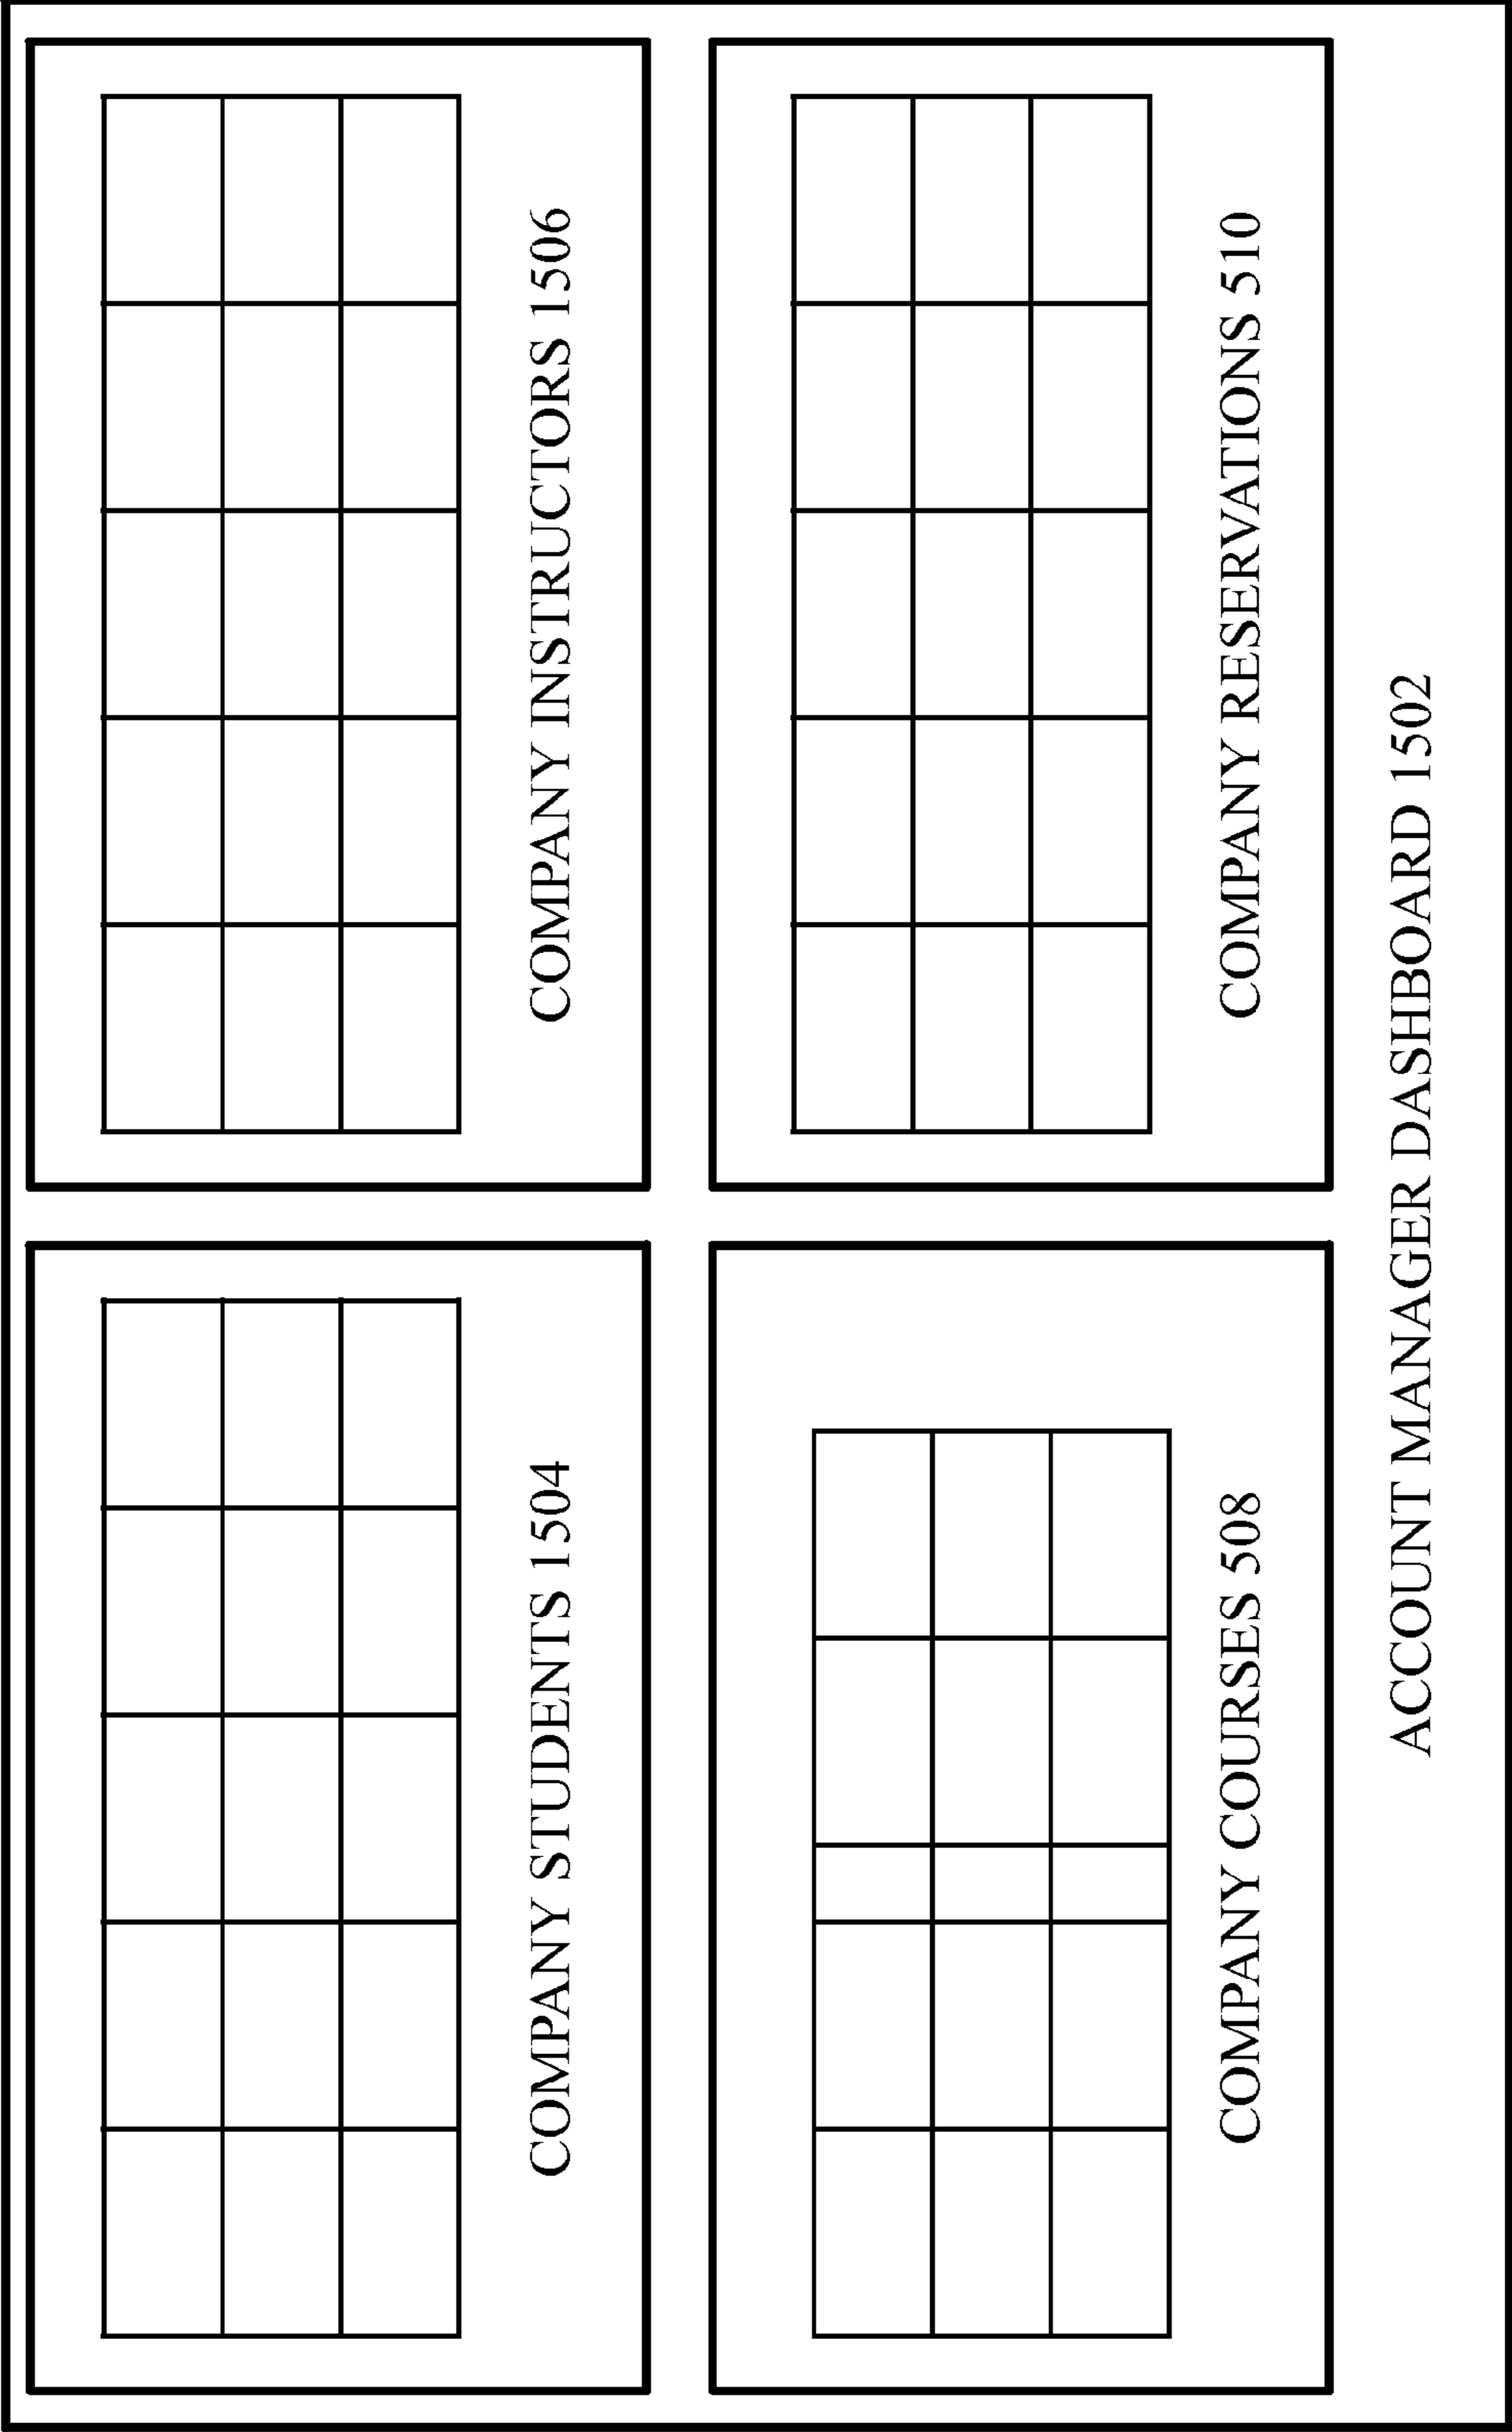 COMPANY STUDENTS 1504
COMPANY INSTRUCTORS 1506
COMPANY COURSES 508
COMPANY RESERVATIONS 510
ACCOUNT MANAGER DASHBOARD 1502